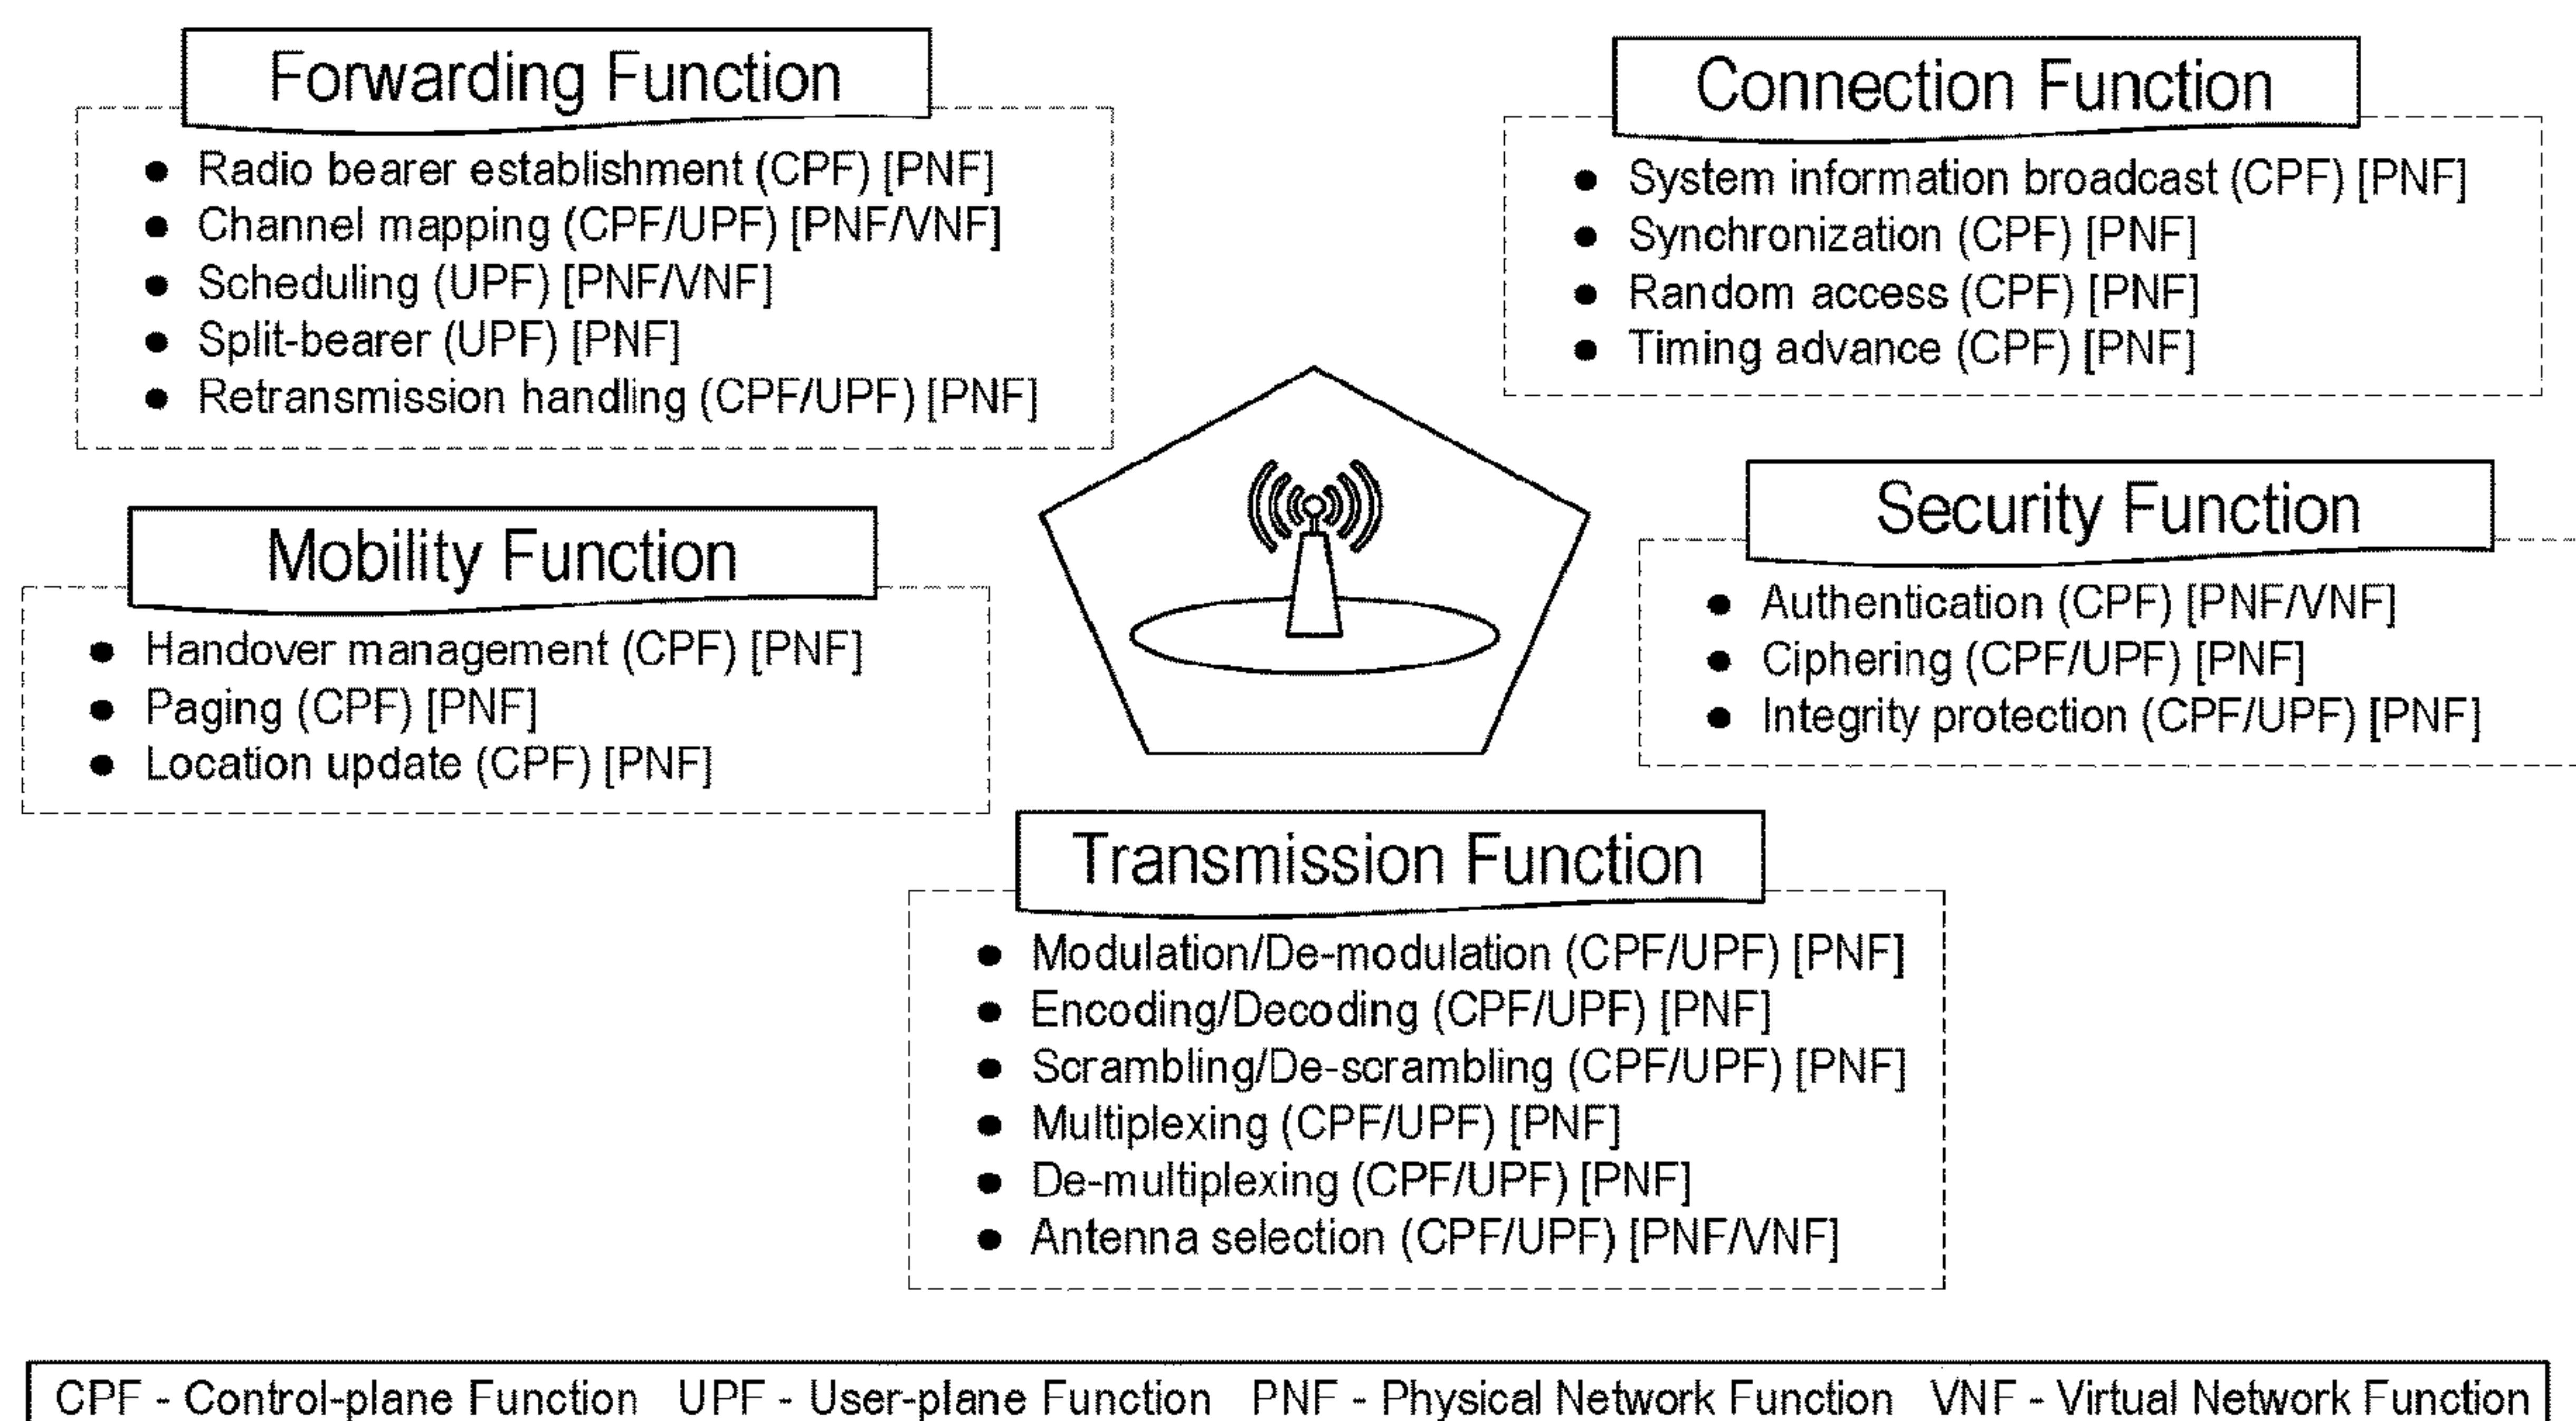 Forwarding Function
● Radio bearer establishment (CPF) [PNF]
● Channel mapping (CPF/UPF) [PNF/VNF]
● Scheduling (UPF) [PNF/VNF]
● Split-bearer (UPF) [PNF]
● Retransmission handling (CPF/UPF) [PNF]
Connection Function
● System information broadcast (CPF) [PNF]
● Synchronization (CPF) [PNF]
● Random access (CPF) [PNF]
● Timing advance (CPF) [PNF]
Mobility Function
● Handover management (CPF) [PNF]
● Paging (CPF) [PNF]
● Location update (CPF) [PNF]
Security Function
● Authentication (CPF) [PNF/VNF]
● Ciphering (CPF/UPF) [PNF]
● Integrity protection (CPF/UPF) [PNF]
Transmission Function
● Modulation/De-modulation (CPF/UPF) [PNF]
● Encoding/Decoding (CPF/UPF) [PNF]
● Scrambling/De-scrambling (CPF/UPF) [PNF]
● Multiplexing (CPF/UPF) [PNF]
● De-multiplexing (CPF/UPF) [PNF]
● Antenna selection (CPF/UPF) [PNF/VNF]
CPF - Control-plane Function UPF - User-plane Function PNF - Physical Network Function VNF - Virtual Network Function